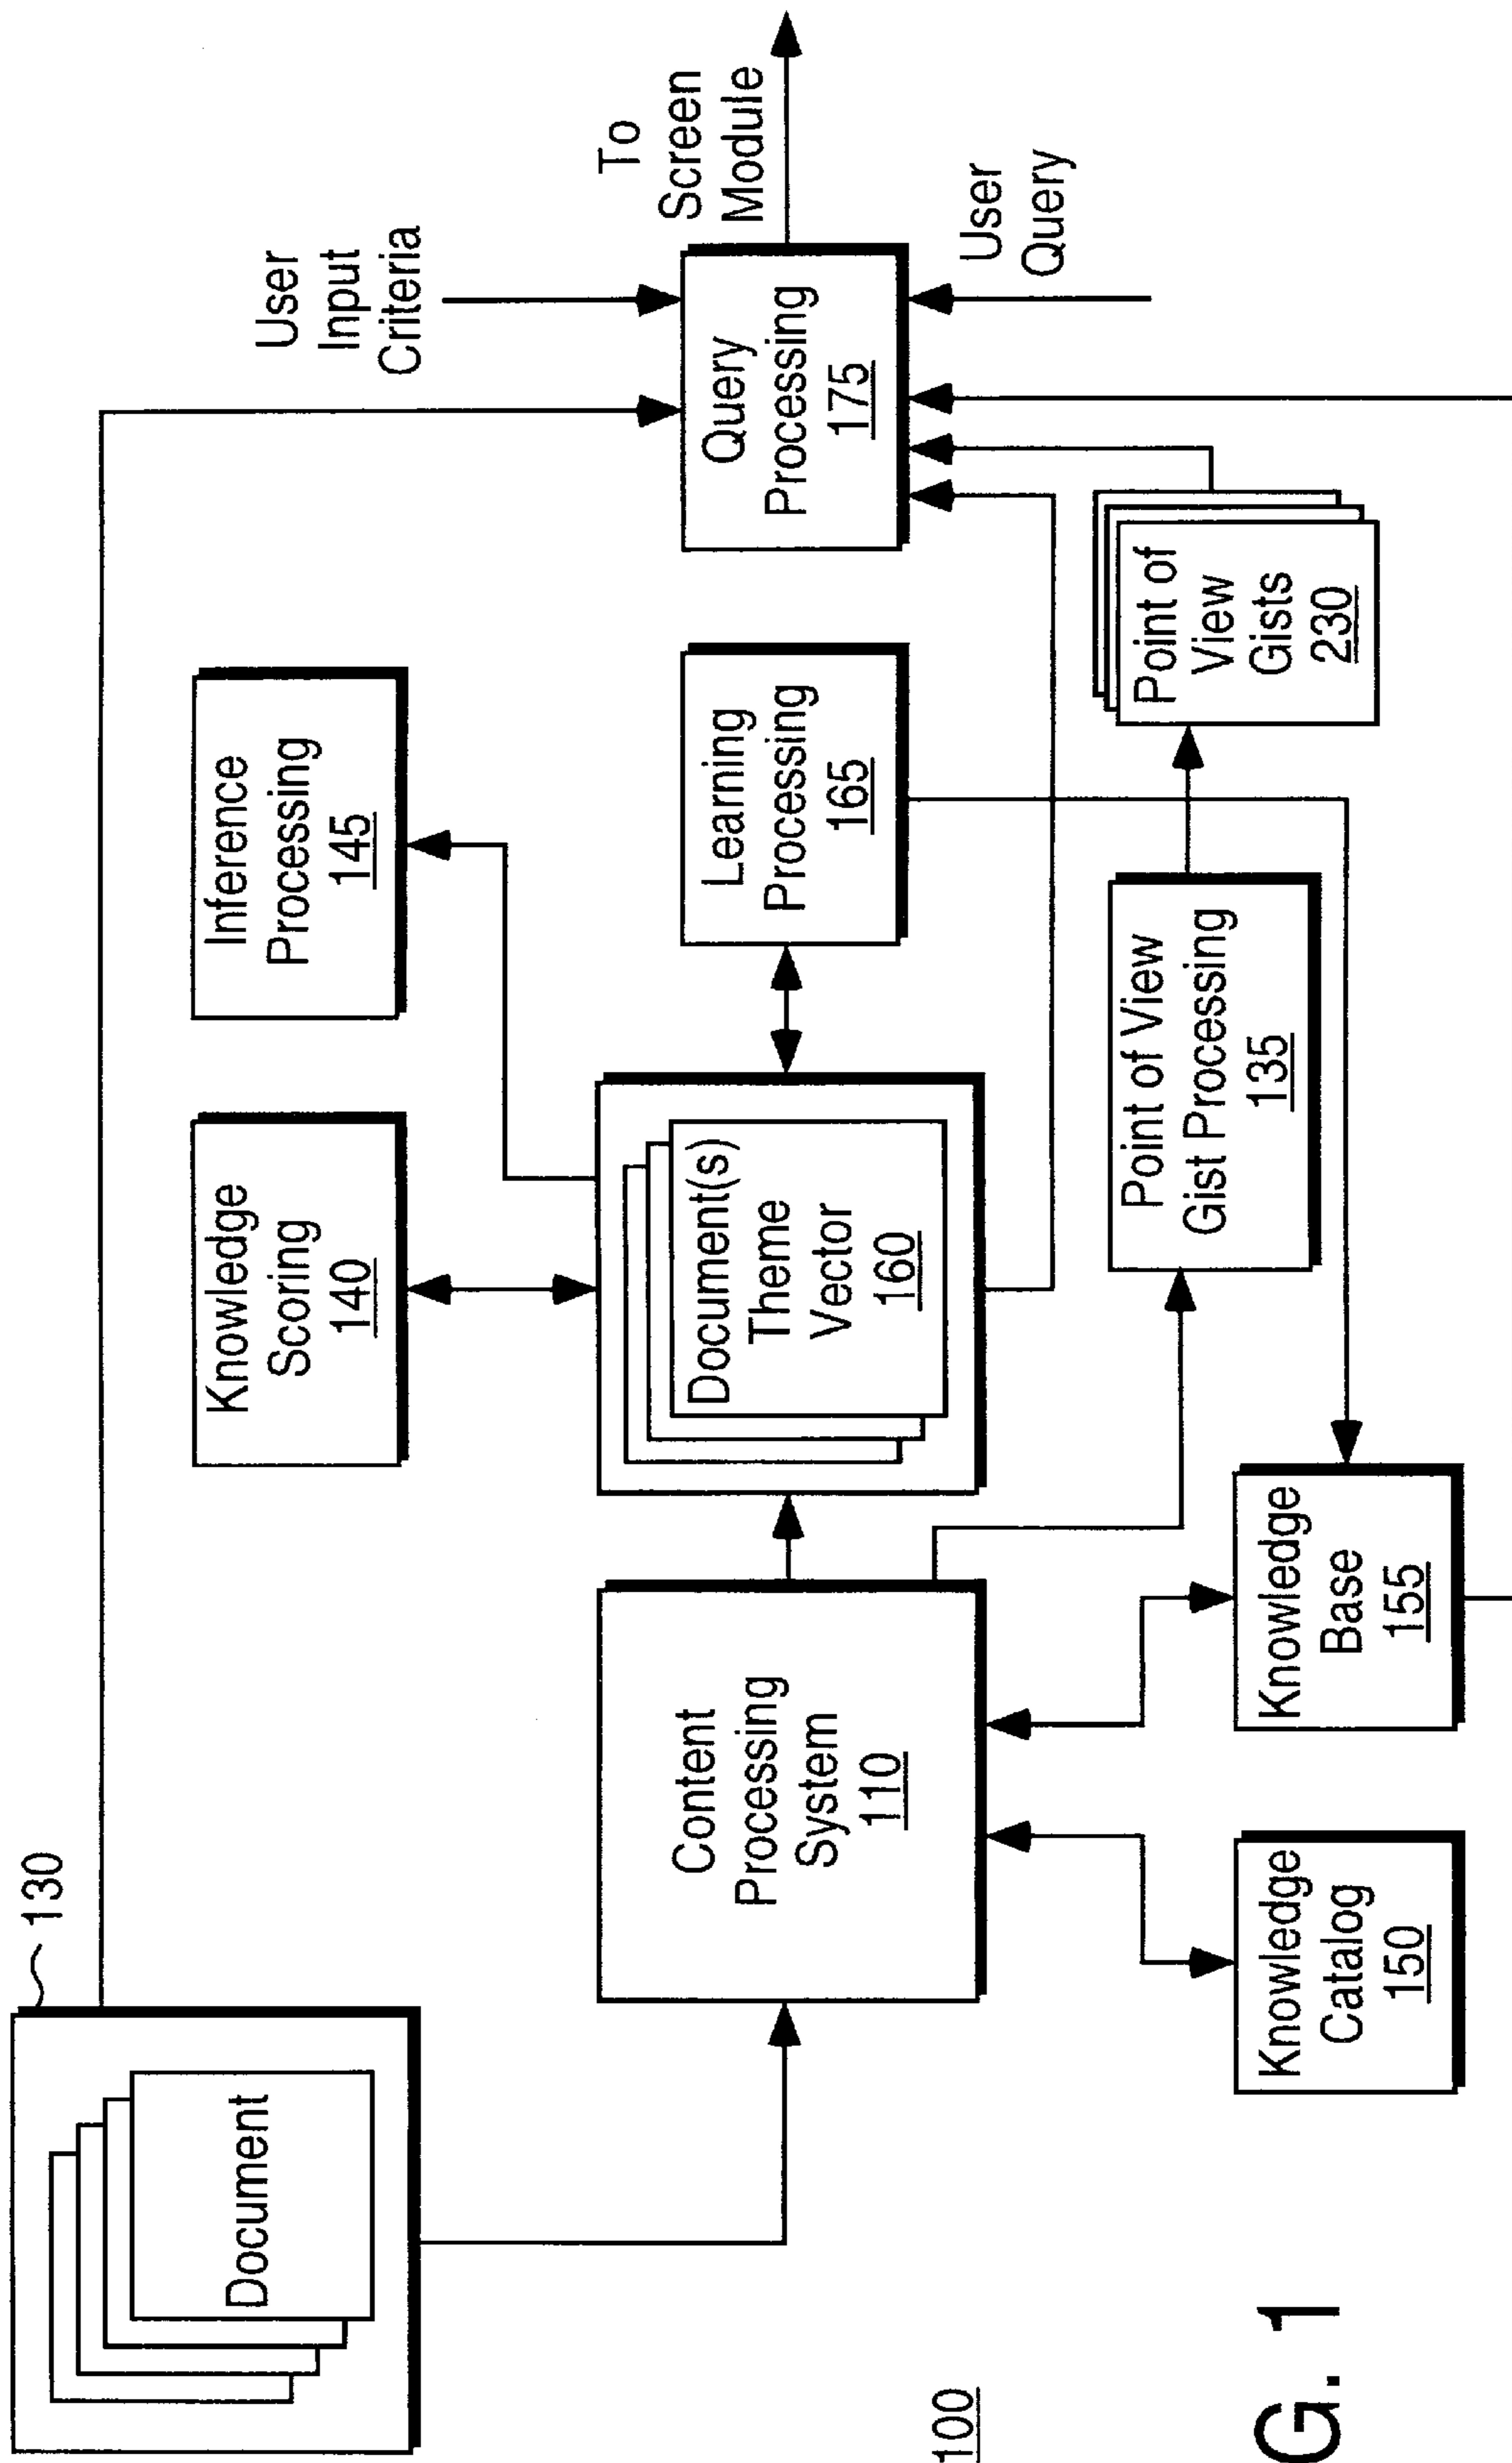 130
Document
Content
Processing
System
110
Knowledge
Catalog
150
Knowledge
Base
155
Knowledge
Scoring
140
Document(s)
Theme
Vector
160
Inference
Processing
145
Learning
Processing
165
Point of View
Gist Processing
135
Point of
View
Gists
230
User
Input
Criteria
Query
Processing
175
User
Query
To
Screen
Module
100
G. 1